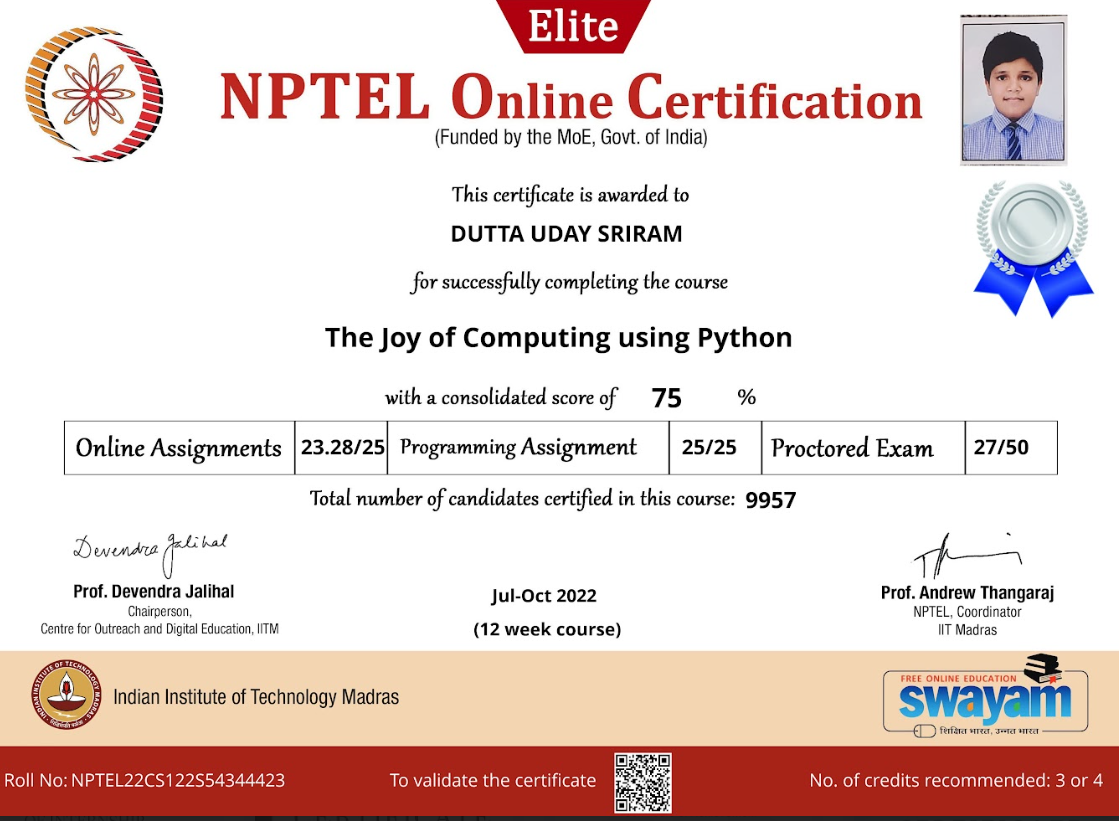 Elite
NPTEL Online Certification
(Funded by the MoE, Govt. of India)
This certificate is awarded to
DUTTA UDAY SRIRAM
for successfully completing the course
The Joy of Computing using Python
with a consolidated score of 75 %
Online Assignments 23.28/25 Programming Assignment 25/25 Proctored Exam 27/50
Total number of candidates certified in this course: 9957
Devendra Jalihal
Prof. Devendra Jalihal
Chairperson,
Centre for Outreach and Digital Education, IITM
Jul-Oct 2022
(12 week course)
Prof. Andrew Thangaraj
NPTEL, Coordinator
IIT Madras
INDIAN INSTITUTE OF TECHNOLOGY MADRAS
Indian Institute of Technology Madras
FREE ONLINE EDUCATION
swayam
शिक्षित भारत, उन्नत भारत
Roll No: NPTEL22CS122S54344423
To validate the certificate
No. of credits recommended: 3 or 4